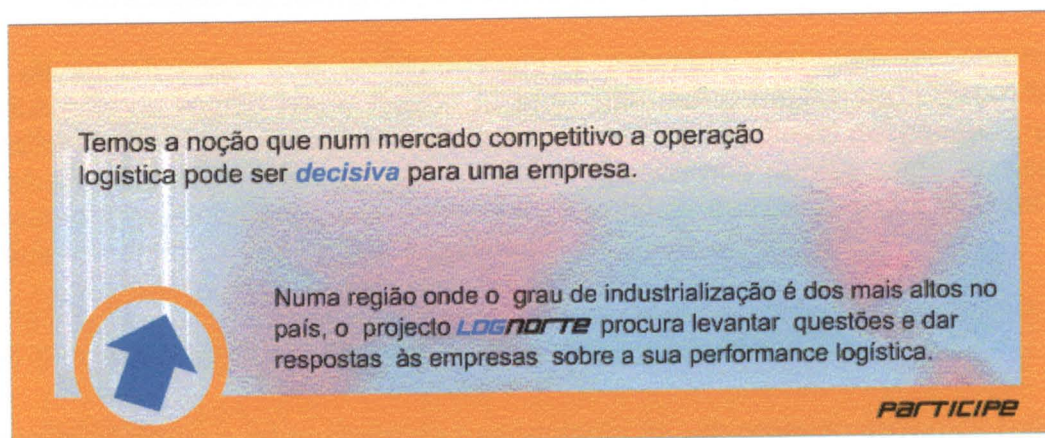 Temos a noção que num mercado competitivo a operação
logística pode ser decisiva para uma empresa.
Numa região onde o grau de industrialização é dos mais altos no
país, o projecto LOGNORTE procura levantar questões e dar
respostas às empresas sobre a sua performance logística.
PARTICIPE